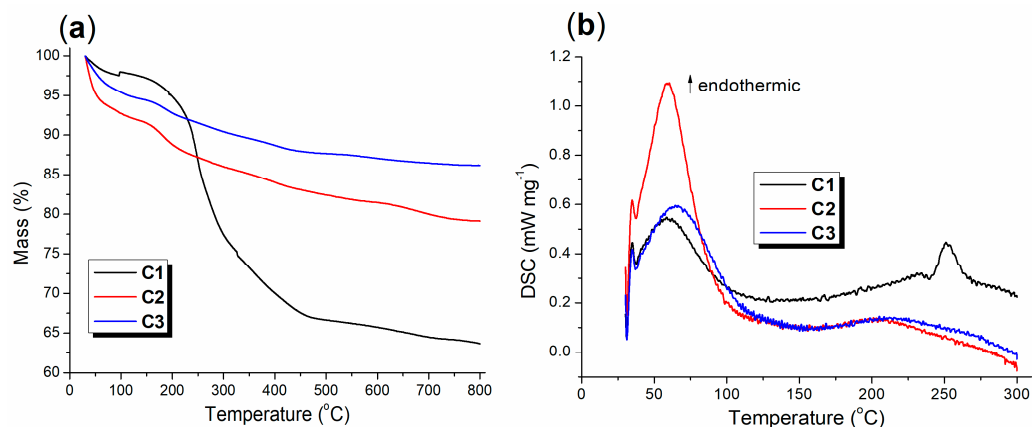 (a)
100
95
90
85
80
75
70
65
60
Mass (%)
C1
C2
C3
0 100 200 300 400 500 600 700 800
Temperature (°C)
(b)
1.2
1.0
0.8
0.6
0.4
0.2
0.0
DSC (mW mg⁻¹)
endothermic
C1
C2
C3
0 50 100 150 200 250 300
Temperature (°C)